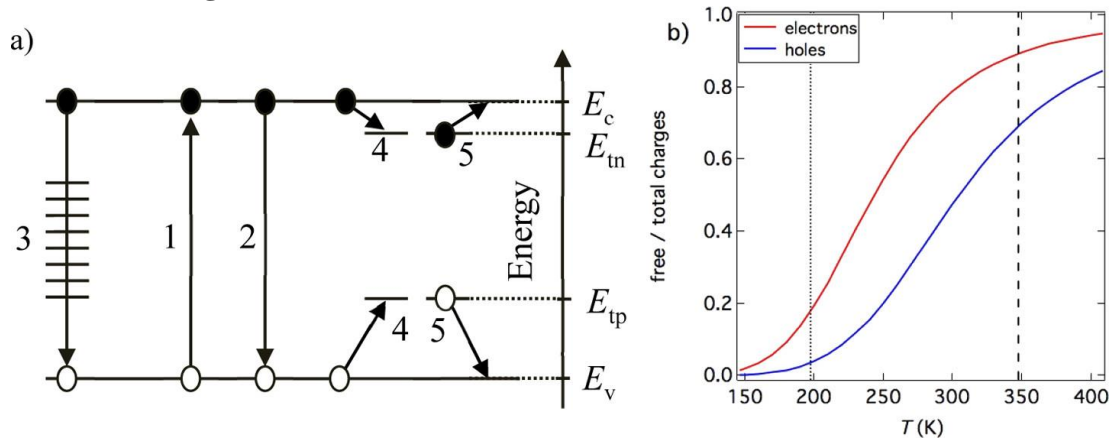 a)
E_c
E_tn
4
5
3
1
2
Energy
4
5
E_tp
E_v
b)
electrons
holes
free / total charges
1.0
0.8
0.6
0.4
0.2
0.0
150 200 250 300 350 400
T (K)